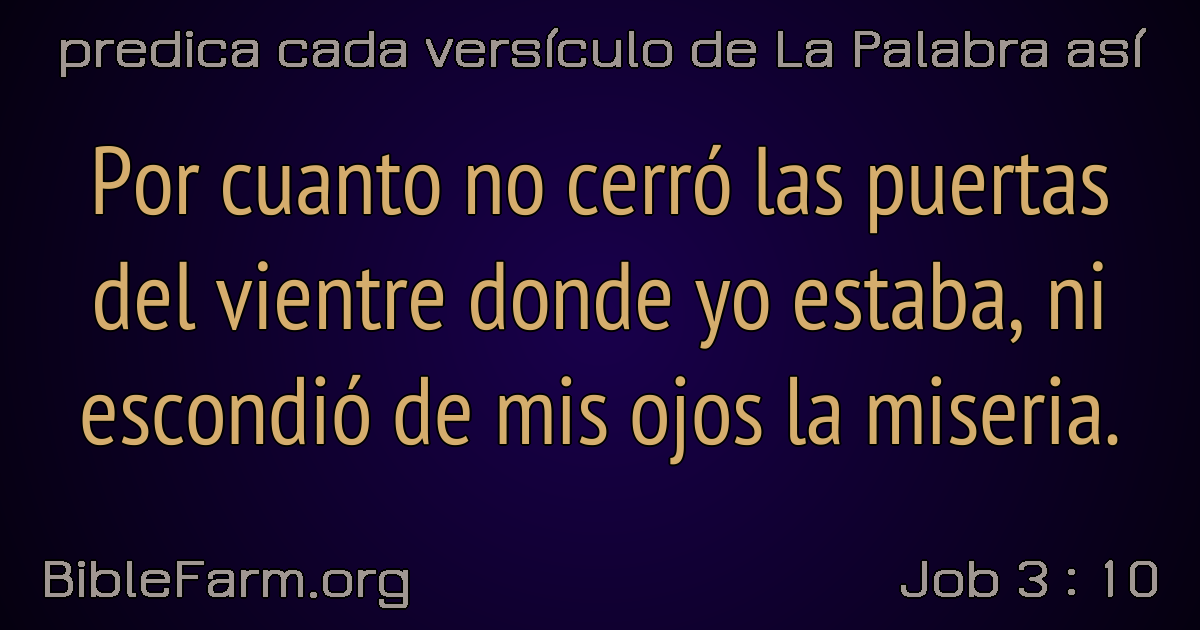 predica cada versículo de La Palabra así
Por cuanto no cerró las puertas
del vientre donde yo estaba, ni
escondió de mis ojos la miseria.
BibleFarm.org
Job 3 : 10